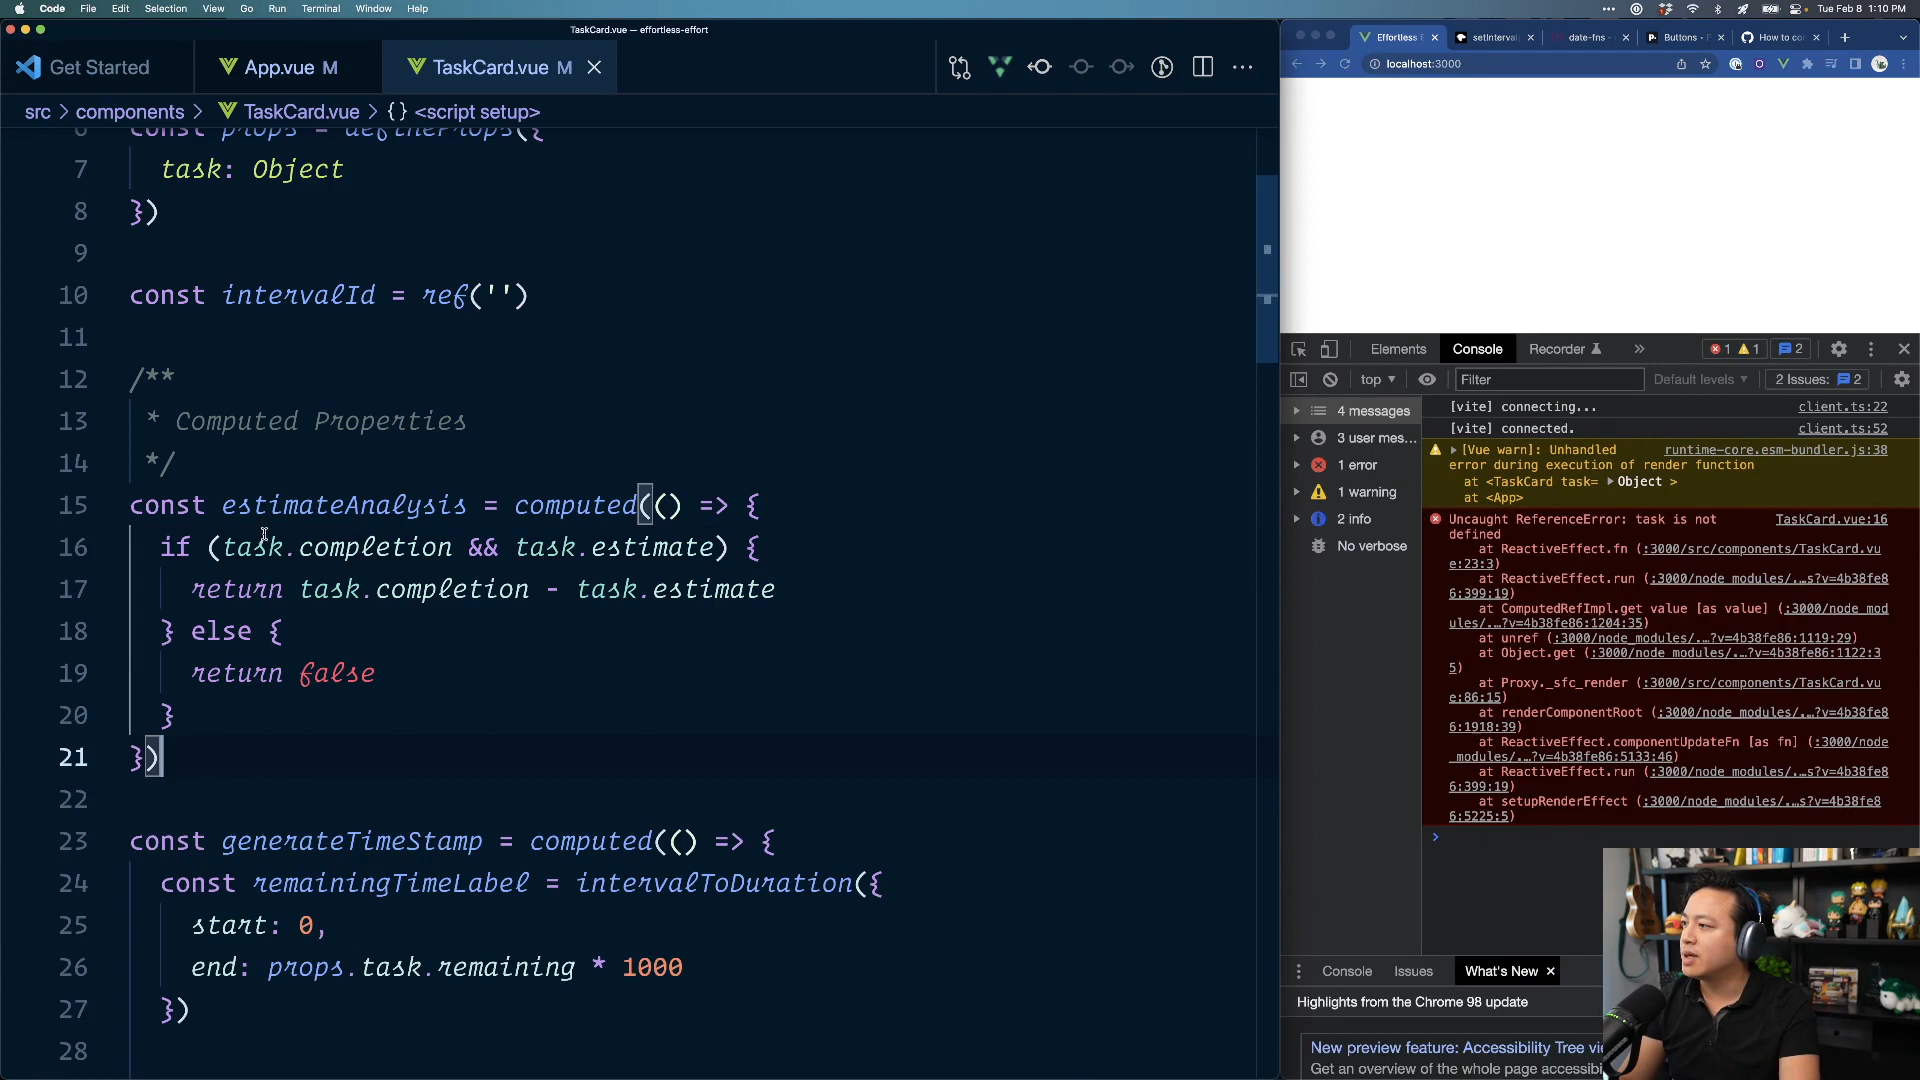 Code File Edit Selection View Go Run Terminal Window Help
Tue Feb 8 1:10 PM
TaskCard.vue — effortless-effort
Get Started
App.vue M
TaskCard.vue M
src > components > TaskCard.vue > {} <script setup>
6 const props = defineProps({
7 task: Object
8 })
9
10 const intervalId = ref('')
11
12 /**
13 * Computed Properties
14 */
15 const estimateAnalysis = computed(() => {
16 if (task.completion && task.estimate) {
17 return task.completion - task.estimate
18 } else {
19 return false
20 }
21 })
22
23 const generateTimeStamp = computed(() => {
24 const remainingTimeLabel = intervalToDuration({
25 start: 0,
26 end: props.task.remaining * 1000
27 })
28
Effortless E
setInterval
date-fns -
Buttons - P
How to co
localhost:3000
Elements Console Recorder » 1 1 2
top Filter Default levels 2 Issues: 2
4 messages
3 user mes...
1 error
1 warning
2 info
No verbose
[vite] connecting... client.ts:22
[vite] connected. client.ts:52
[Vue warn]: Unhandled runtime-core.esm-bundler.js:38
error during execution of render function
at <TaskCard task= Object >
at <App>
Uncaught ReferenceError: task is not TaskCard.vue:16
defined
at ReactiveEffect.fn (:3000/src/components/TaskCard.vu
e:23:3)
at ReactiveEffect.run (:3000/node_modules/...s?v=4b38fe8
6:399:19)
at ComputedRefImpl.get value [as value] (:3000/node_mod
ules/...?v=4b38fe86:1204:35)
at unref (:3000/node_modules/...?v=4b38fe86:1119:29)
at Object.get (:3000/node_modules/...?v=4b38fe86:1122:3
5)
at Proxy._sfc_render (:3000/src/components/TaskCard.vu
e:86:15)
at renderComponentRoot (:3000/node_modules/...?v=4b38fe8
6:1918:39)
at ReactiveEffect.componentUpdateFn [as fn] (:3000/node
_modules/...?v=4b38fe86:5133:46)
at ReactiveEffect.run (:3000/node_modules/...s?v=4b38fe8
6:399:19)
at setupRenderEffect (:3000/node_modules/...s?v=4b38fe8
6:5225:5)
Console Issues What's New
Highlights from the Chrome 98 update
New preview feature: Accessibility Tree vie
Get an overview of the whole page accessibi